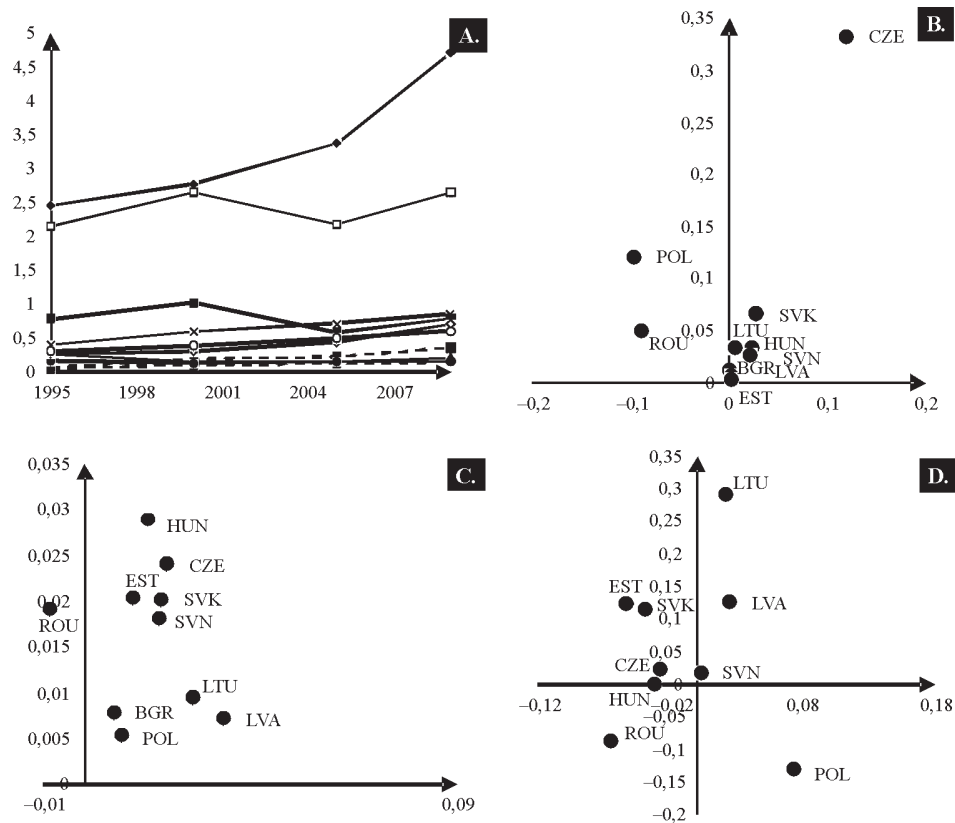 A.
5
4,5
4
3,5
3
2,5
2
1,5
1
0,5
0
1995 1998 2001 2004 2007
B.
0,35
0,3
0,25
0,2
0,15
0,1
0,05
0
CZE
POL
SVK
ROU
LTU
HUN
SVN
BGR
LVA
EST
–0,2 –0,1 0 0,1 0,2
C.
0,035
0,03
0,025
0,02
0,015
0,01
0,005
0
HUN
CZE
EST
SVK
ROU
SVN
LTU
BGR
LVA
POL
–0,01 0,09
D.
0,35
0,3
0,25
0,2
0,15
0,1
0,05
0
–0,05
–0,1
–0,15
–0,2
LTU
EST
SVK
LVA
CZE
SVN
HUN
ROU
POL
–0,12 –0,02 0,08 0,18